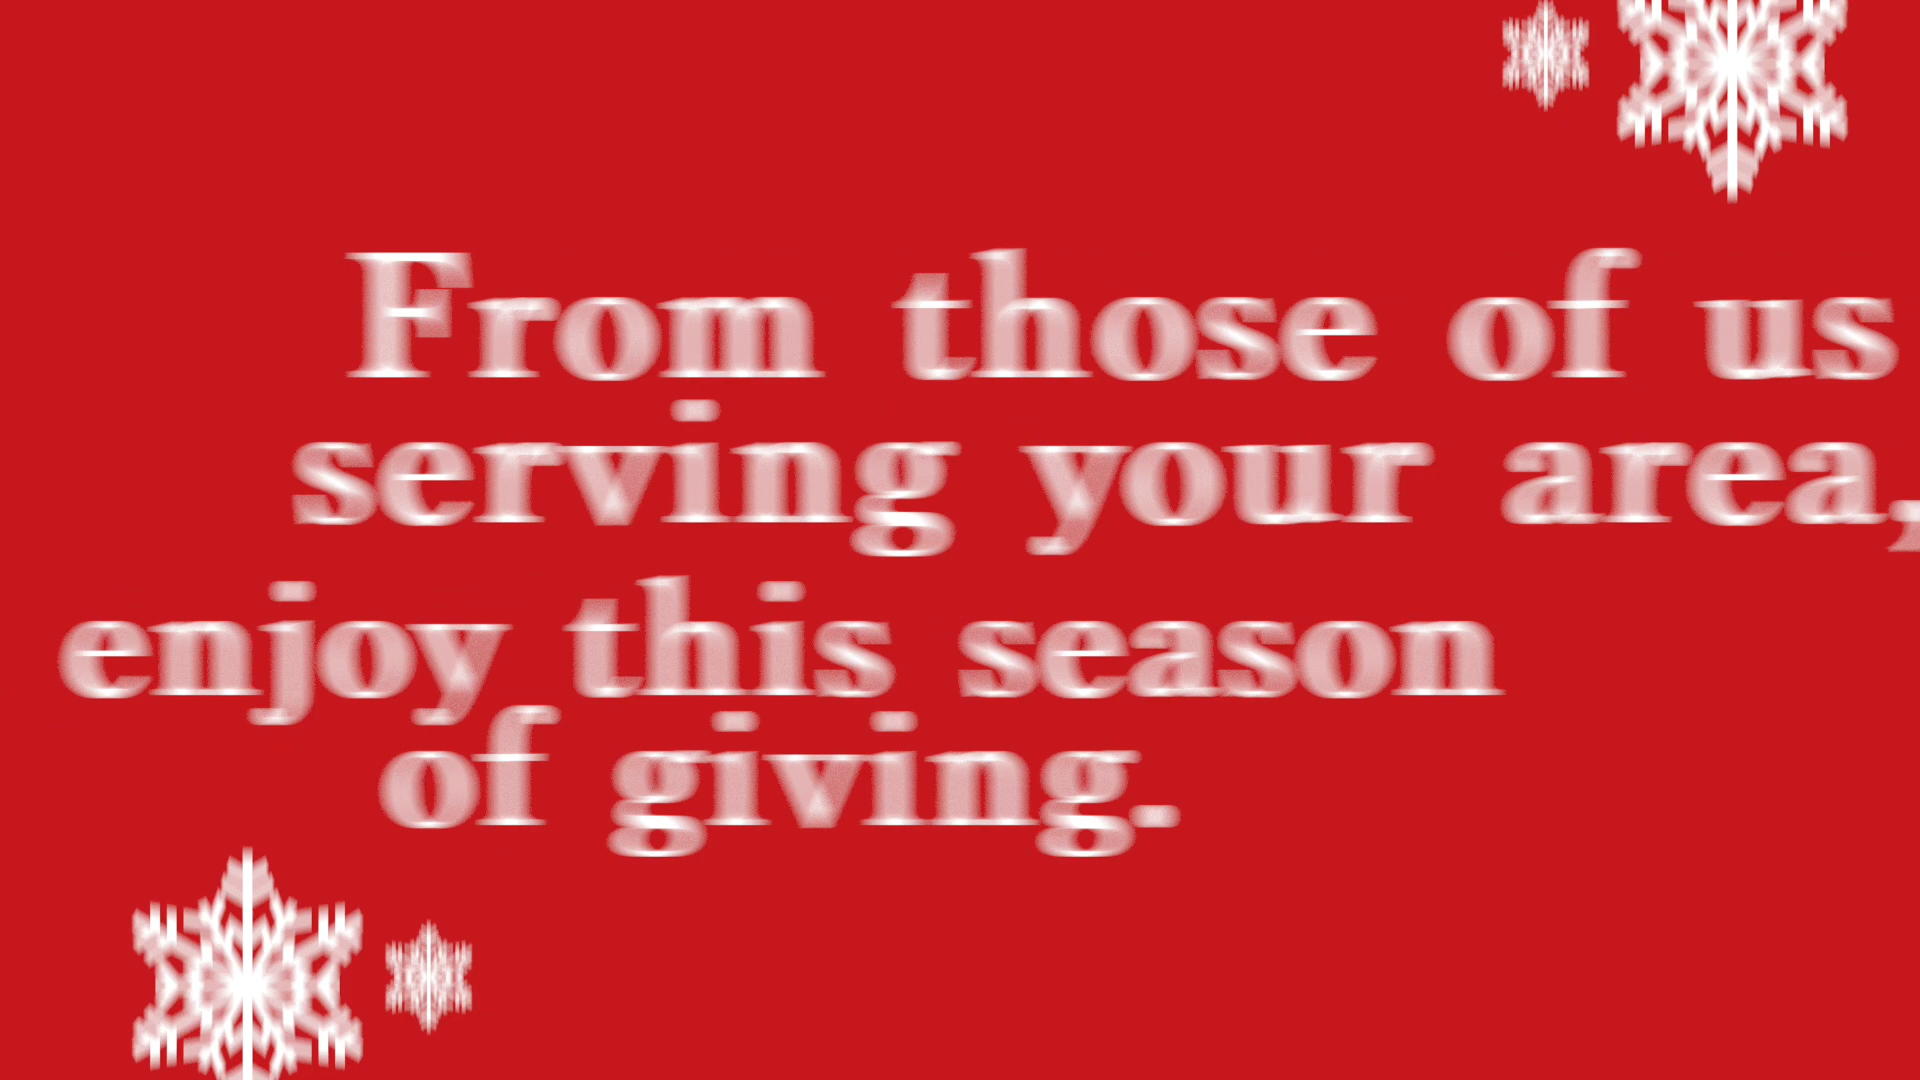 From those of us
serving your area,
enjoy this season
of giving.